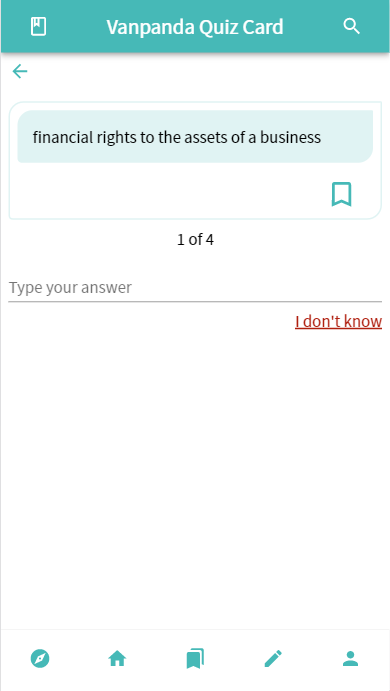 Vanpanda Quiz Card
financial rights to the assets of a business
1 of 4
Type your answer
I don't know